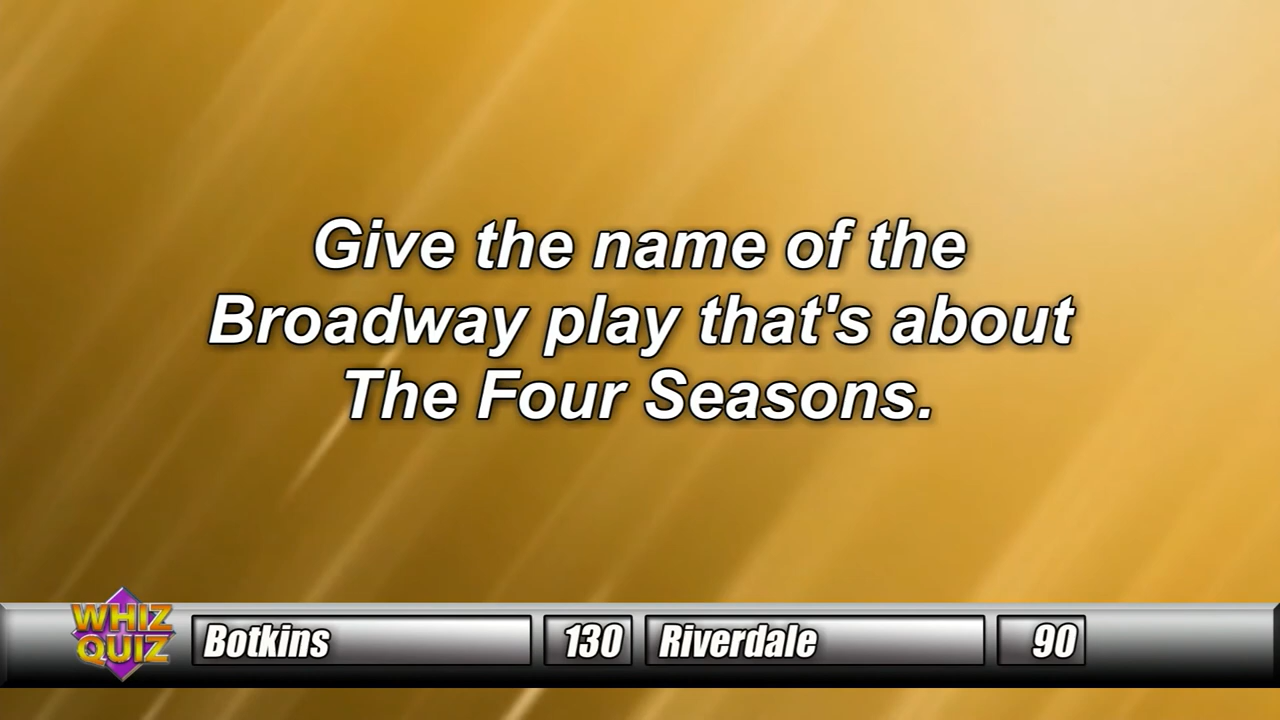 Give the name of the
Broadway play that's about
The Four Seasons.
WHIZ
QUIZ
Botkins 130 Riverdale 90